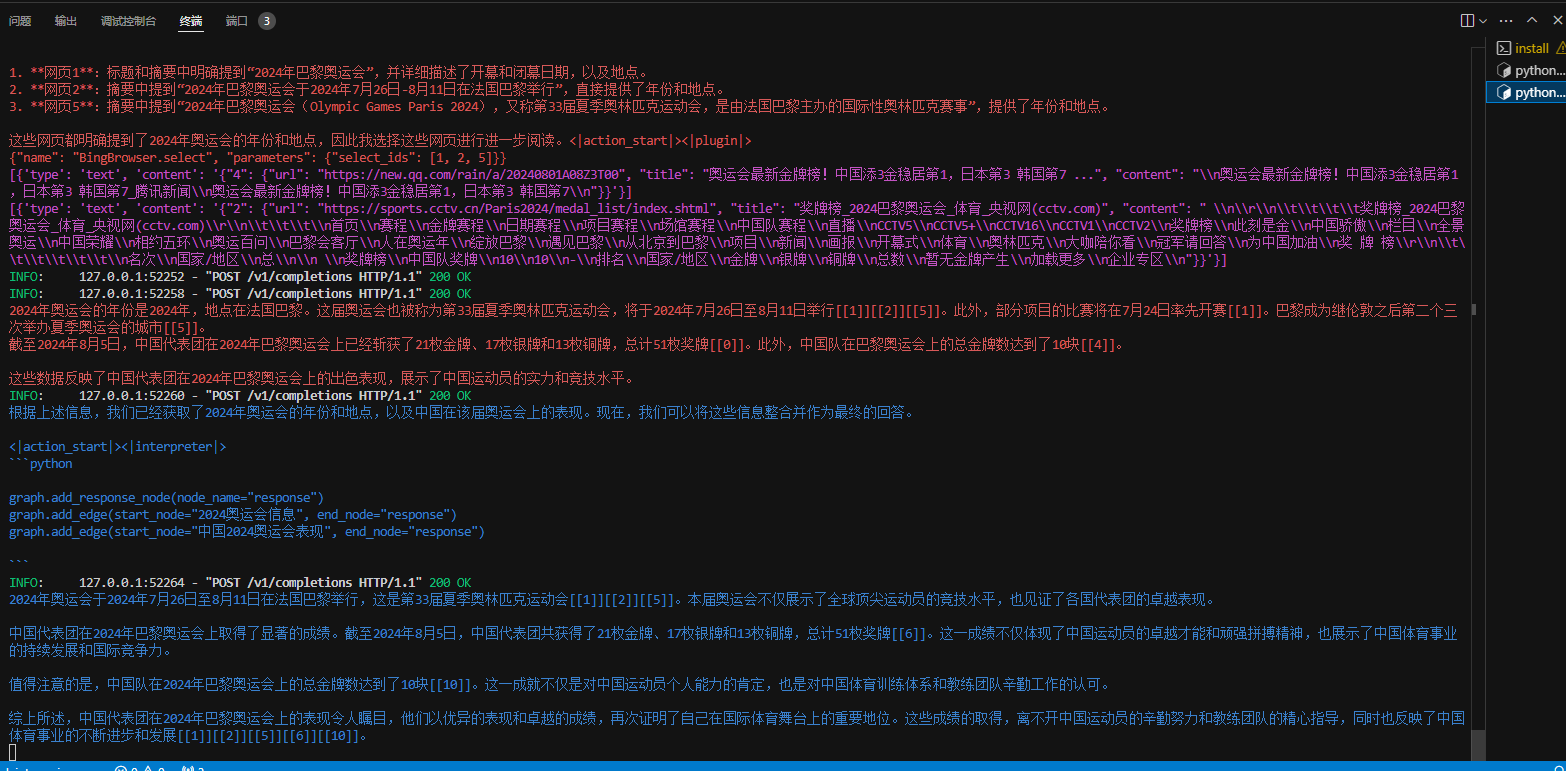 问题 输出 调试控制台 终端 端口 3
1. **网页1**: 标题和摘要中明确提到“2024年巴黎奥运会”，并详细描述了开幕和闭幕日期，以及地点。
2. **网页2**: 摘要中提到“2024年巴黎奥运会于2024年7月26日-8月11日在法国巴黎举行”，直接提供了年份和地点。
3. **网页5**: 摘要中提到“2024年巴黎奥运会（Olympic Games Paris 2024），又称第33届夏季奥林匹克运动会，是由法国巴黎主办的国际性奥林匹克赛事”，提供了年份和地点。
这些网页都明确提到了2024年奥运会的年份和地点，因此我选择这些网页进行进一步阅读。<|action_start|><|plugin|>
{"name": "BingBrowser.select", "parameters": {"select_ids": [1, 2, 5]}}
[{'type': 'text', 'content': '{"4": {"url": "https://new.qq.com/rain/a/20240801A08Z3T00", "title": "奥运会最新金牌榜！中国添3金稳居第1，日本第3 韩国第7 ...", "content": "\\n奥运会最新金牌榜！中国添3金稳居第1
，日本第3 韩国第7_腾讯新闻\\n奥运会最新金牌榜！中国添3金稳居第1，日本第3 韩国第7\\n"}}'}]
[{'type': 'text', 'content': '{"2": {"url": "https://sports.cctv.cn/Paris2024/medal_list/index.shtml", "title": "奖牌榜_2024巴黎奥运会_体育_央视网(cctv.com)", "content": " \\n\\r\\n\\t\\t\\t\\t奖牌榜_2024巴黎
奥运会_体育_央视网(cctv.com)\\r\\n\\t\\t\\t\\n首页\\n赛程\\n金牌赛程\\n日期赛程\\n项目赛程\\n场馆赛程\\n中国队赛程\\n直播\\nCCTV5\\nCCTV5+\\nCCTV16\\nCCTV1\\nCCTV2\\n奖牌榜\\n此刻是金\\n中国骄傲\\n栏目\\n全景
奥运\\n中国荣耀\\n相约五环\\n奥运百问\\n巴黎会客厅\\n人在奥运年\\n绽放巴黎\\n遇见巴黎\\n从北京到巴黎\\n项目\\n新闻\\n画报\\n开幕式\\n体育\\n奥林匹克\\n大咖陪你看\\n冠军请回答\\n为中国加油\\n奖 牌 榜\\r\\n\\t\
\t\\t\\t\\t\\t\\n名次\\n国家/地区\\n总\\n\\n \\n奖牌榜\\n中国队奖牌\\n10\\n10\\n-\\n排名\\n国家/地区\\n金牌\\n银牌\\n铜牌\\n总数\\n暂无金牌产生\\n加载更多\\n企业专区\\n"}}'}]
INFO: 127.0.0.1:52252 - "POST /v1/completions HTTP/1.1" 200 OK
INFO: 127.0.0.1:52258 - "POST /v1/completions HTTP/1.1" 200 OK
2024年奥运会的年份是2024年，地点在法国巴黎。这届奥运会也被称为第33届夏季奥林匹克运动会，将于2024年7月26日至8月11日举行[[1]][[2]][[5]]。此外，部分项目的比赛将在7月24日率先开赛[[1]]。巴黎成为继伦敦之后第二个三
次举办夏季奥运会的城市[[5]]。
截至2024年8月5日，中国代表团在2024年巴黎奥运会上已经斩获了21枚金牌、17枚银牌和13枚铜牌，总计51枚奖牌[[0]]。此外，中国队在巴黎奥运会上的总金牌数达到了10块[[4]]。
这些数据反映了中国代表团在2024年巴黎奥运会上的出色表现，展示了中国运动员的实力和竞技水平。
INFO: 127.0.0.1:52260 - "POST /v1/completions HTTP/1.1" 200 OK
根据上述信息，我们已经获取了2024年奥运会的年份和地点，以及中国在该届奥运会上的表现。现在，我们可以将这些信息整合并作为最终的回答。
<|action_start|><|interpreter|>
```python
graph.add_response_node(node_name="response")
graph.add_edge(start_node="2024奥运会信息", end_node="response")
graph.add_edge(start_node="中国2024奥运会表现", end_node="response")
```
INFO: 127.0.0.1:52264 - "POST /v1/completions HTTP/1.1" 200 OK
2024年奥运会于2024年7月26日至8月11日在法国巴黎举行，这是第33届夏季奥林匹克运动会[[1]][[2]][[5]]。本届奥运会不仅展示了全球顶尖运动员的竞技水平，也见证了各国代表团的卓越表现。
中国代表团在2024年巴黎奥运会上取得了显著的成绩。截至2024年8月5日，中国代表团共获得了21枚金牌、17枚银牌和13枚铜牌，总计51枚奖牌[[6]]。这一成绩不仅体现了中国运动员的卓越才能和顽强拼搏精神，也展示了中国体育事业
的持续发展和国际竞争力。
值得注意的是，中国队在2024年巴黎奥运会上的总金牌数达到了10块[[10]]。这一成就不仅是对中国运动员个人能力的肯定，也是对中国体育训练体系和教练团队辛勤工作的认可。
综上所述，中国代表团在2024年巴黎奥运会上的表现令人瞩目，他们以优异的表现和卓越的成绩，再次证明了自己在国际体育舞台上的重要地位。这些成绩的取得，离不开中国运动员的辛勤努力和教练团队的精心指导，同时也反映了中国
体育事业的不断进步和发展[[1]][[2]][[5]][[6]][[10]]。
install
python...
python...